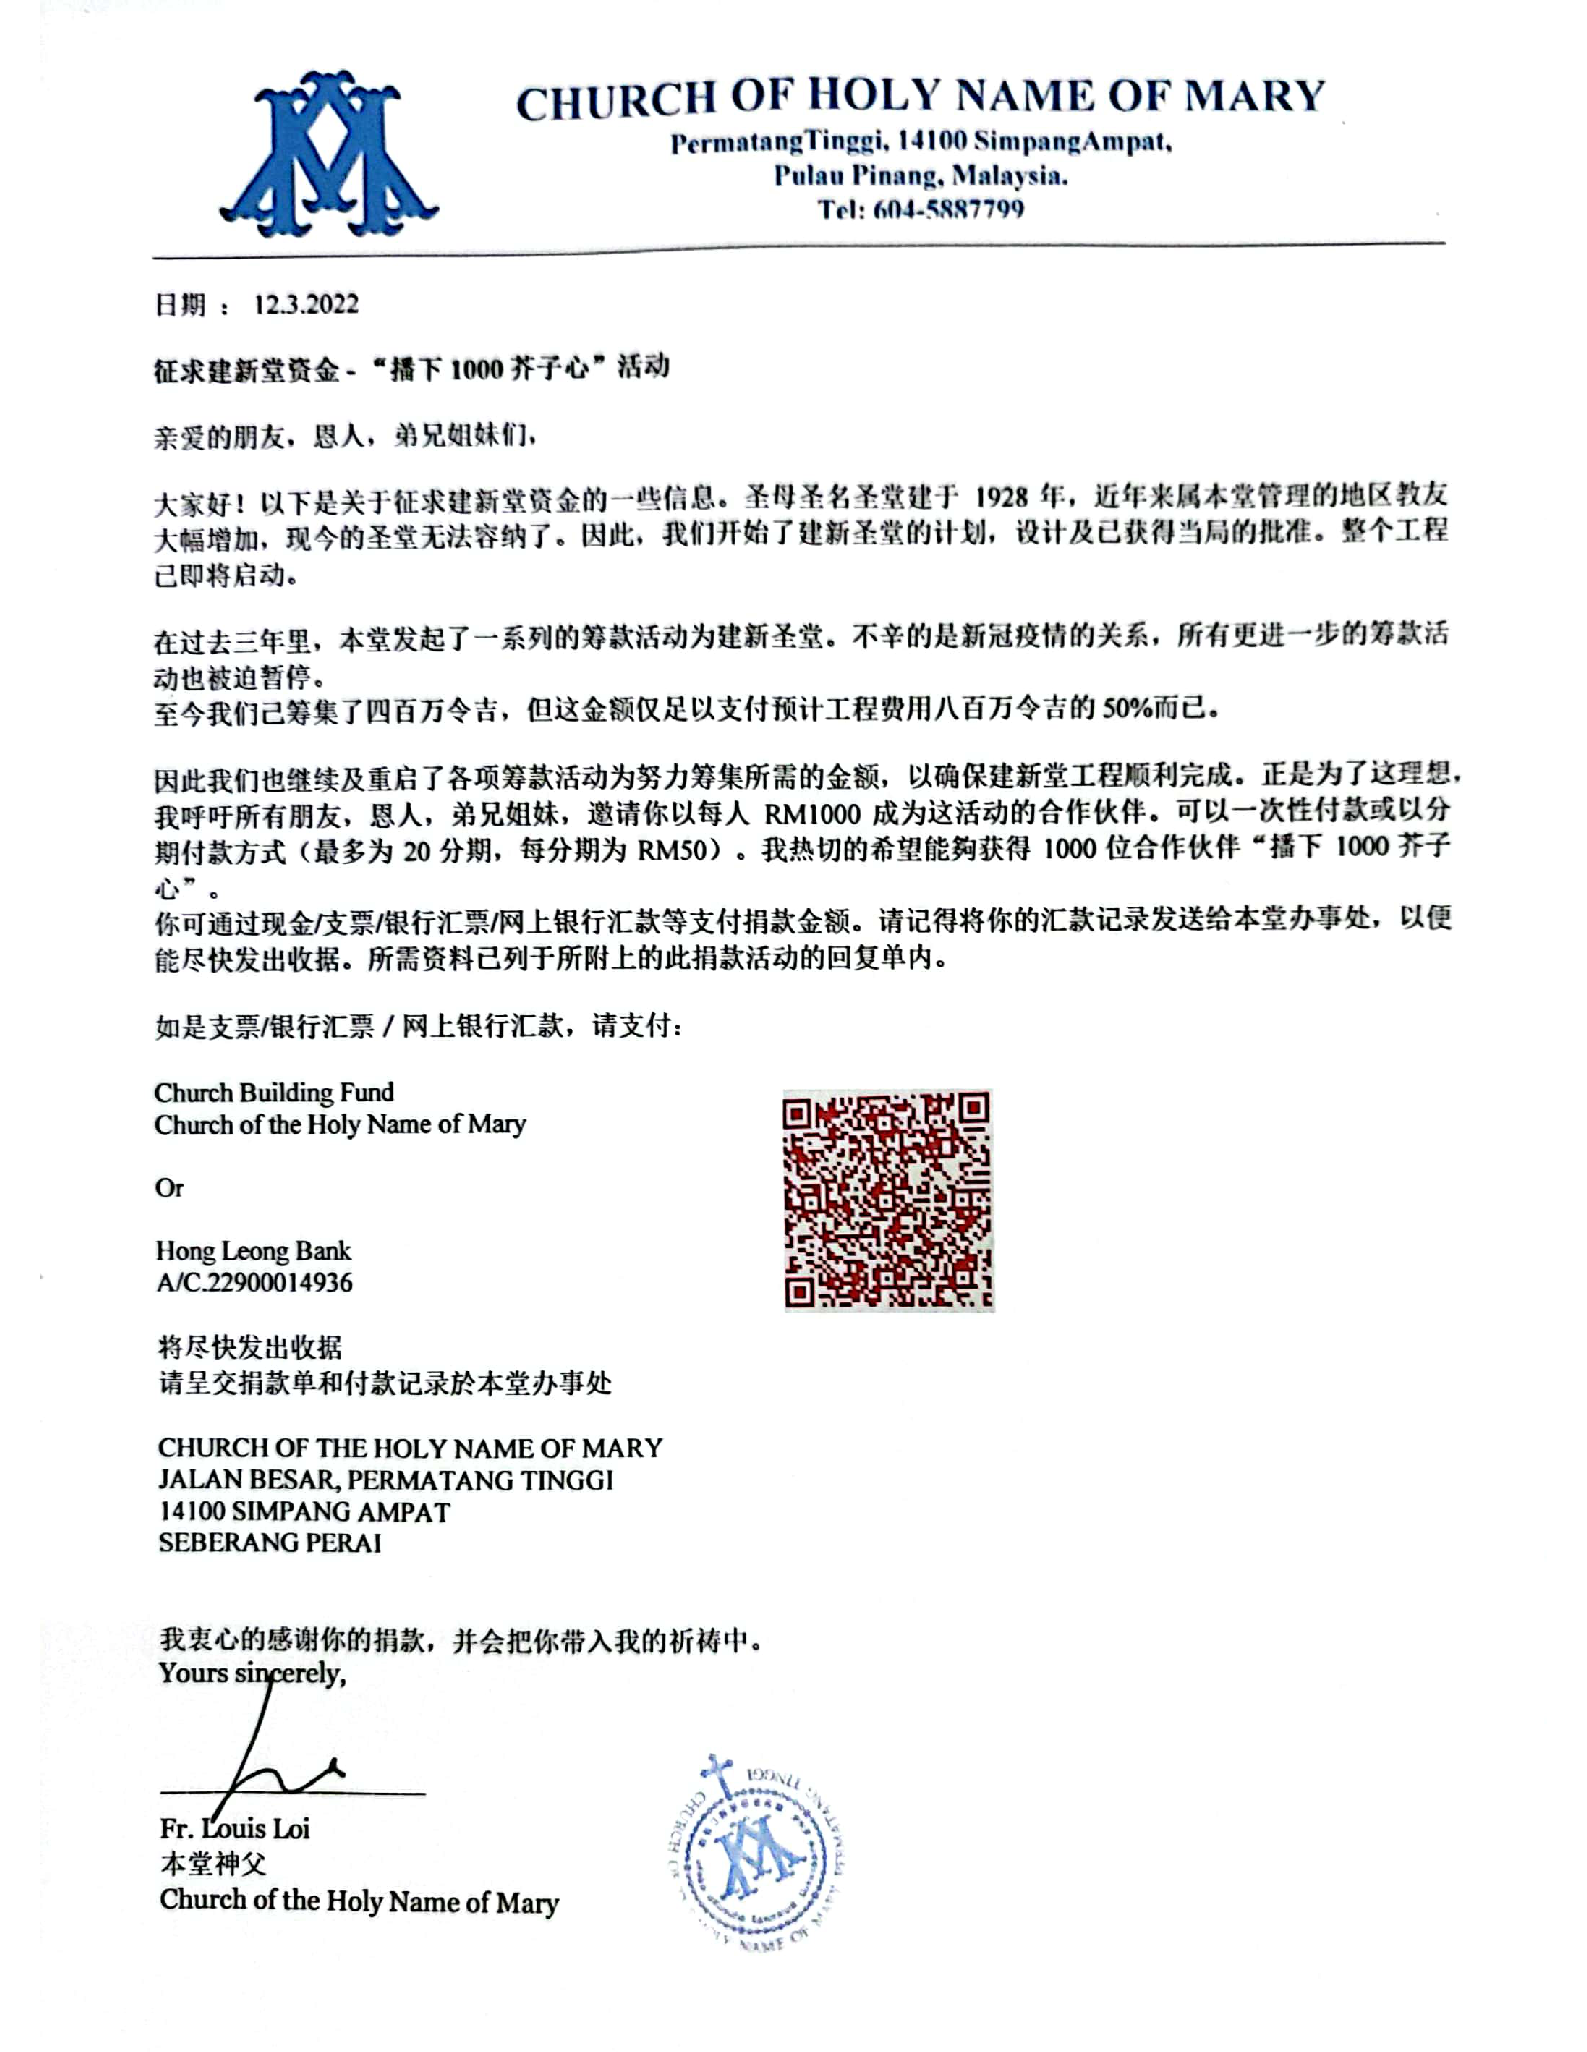 CHURCH OF HOLY NAME OF MARY
PermatangTinggi, 14100 SimpangAmpat,
Pulau Pinang, Malaysia.
Tel: 604-5887799
日期 ： 12.3.2022
征求建新堂资金 - “播下 1000 芥子心” 活动
亲爱的朋友，恩人，弟兄姐妹们，
大家好！以下是关于征求建新堂资金的一些信息。圣母圣名圣堂建于 1928 年，近年来属本堂管理的地区教友
大幅增加，现今的圣堂无法容纳了。因此，我们开始了建新圣堂的计划，设计及已获得当局的批准。整个工程
已即将启动。
在过去三年里，本堂发起了一系列的筹款活动为建新圣堂。不辛的是新冠疫情的关系，所有更进一步的筹款活
动也被迫暂停。
至今我们已筹集了四百万令吉，但这金额仅足以支付预计工程费用八百万令吉的 50%而已。
因此我们也继续及重启了各项筹款活动为努力筹集所需的金额，以确保建新堂工程顺利完成。正是为了这理想，
我呼吁所有朋友，恩人，弟兄姐妹，邀请你以每人 RM1000 成为这活动的合作伙伴。可以一次性付款或以分
期付款方式（最多为 20 分期，每分期为 RM50）。我热切的希望能夠获得 1000 位合作伙伴“播下 1000 芥子
心”。
你可通过现金/支票/银行汇票/网上银行汇款等支付捐款金额。请记得将你的汇款记录发送给本堂办事处，以便
能尽快发出收据。所需资料已列于所附上的此捐款活动的回复单内。
如是支票/银行汇票 / 网上银行汇款，请支付：
Church Building Fund
Church of the Holy Name of Mary
Or
Hong Leong Bank
A/C.22900014936
将尽快发出收据
请呈交捐款单和付款记录於本堂办事处
CHURCH OF THE HOLY NAME OF MARY
JALAN BESAR, PERMATANG TINGGI
14100 SIMPANG AMPAT
SEBERANG PERAI
我衷心的感谢你的捐款，并会把你带入我的祈祷中。
Yours sincerely,
Fr. Louis Loi
本堂神父
Church of the Holy Name of Mary
CHURCH OF
NAME OF MARY
TINGGI